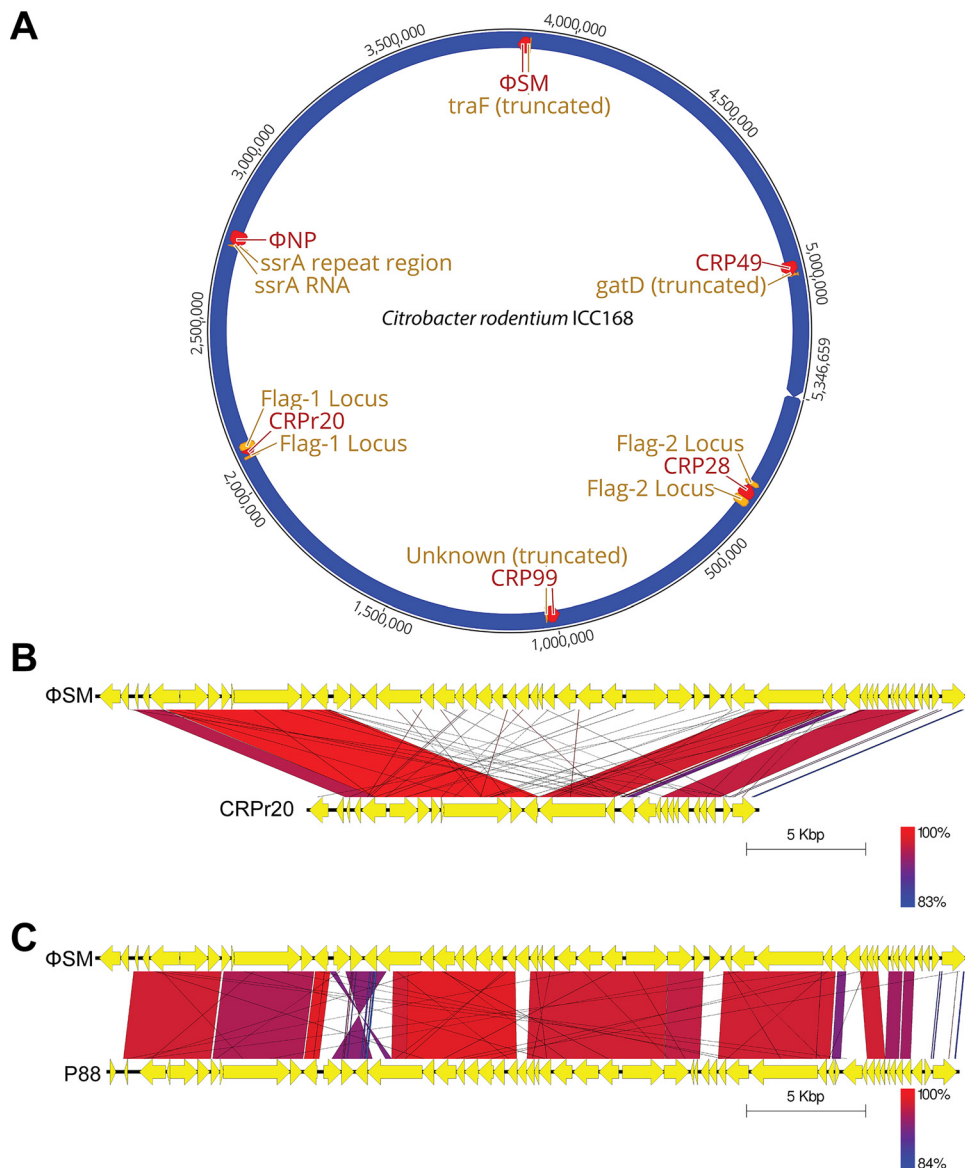 A
3,500,000
4,000,000
ΦSM
traF (truncated)
4,500,000
3,000,000
ΦNP
ssrA repeat region
ssrA RNA
CRP49
gatD (truncated)
5,000,000
Citrobacter rodentium ICC168
2,500,000
5,346,659
Flag-1 Locus
CRPr20
Flag-1 Locus
Flag-2 Locus
CRP28
Flag-2 Locus
2,000,000
500,000
Unknown (truncated)
CRP99
1,500,000
1,000,000
B
ΦSM
CRPr20
5 Kbp
100%
83%
C
ΦSM
P88
5 Kbp
100%
84%